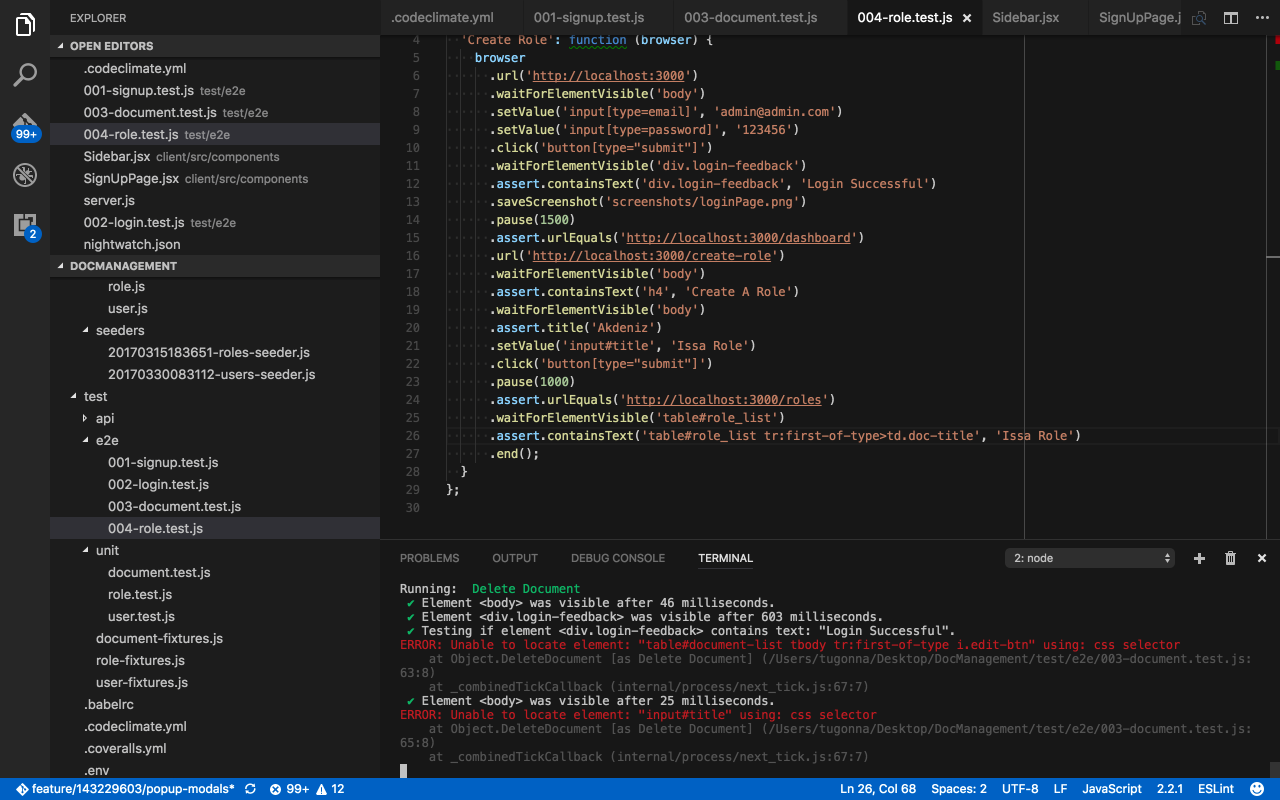 EXPLORER
OPEN EDITORS
.codeclimate.yml
001-signup.test.js test/e2e
003-document.test.js test/e2e
004-role.test.js test/e2e
Sidebar.jsx client/src/components
SignUpPage.jsx client/src/components
server.js
002-login.test.js test/e2e
nightwatch.json
DOCMANAGEMENT
role.js
user.js
seeders
20170315183651-roles-seeder.js
20170330083112-users-seeder.js
test
api
e2e
001-signup.test.js
002-login.test.js
003-document.test.js
004-role.test.js
unit
document.test.js
role.test.js
user.test.js
document-fixtures.js
role-fixtures.js
user-fixtures.js
.babelrc
.codeclimate.yml
.coveralls.yml
.env
99+
2
.codeclimate.yml 001-signup.test.js 003-document.test.js 004-role.test.js × Sidebar.jsx SignUpPage.j
4 'Create Role': function (browser) {
5 browser
6 .url('http://localhost:3000')
7 .waitForElementVisible('body')
8 .setValue('input[type=email]', 'admin@admin.com')
9 .setValue('input[type=password]', '123456')
10 .click('button[type="submit"]')
11 .waitForElementVisible('div.login-feedback')
12 .assert.containsText('div.login-feedback', 'Login Successful')
13 .saveScreenshot('screenshots/loginPage.png')
14 .pause(1500)
15 .assert.urlEquals('http://localhost:3000/dashboard')
16 .url('http://localhost:3000/create-role')
17 .waitForElementVisible('body')
18 .assert.containsText('h4', 'Create A Role')
19 .waitForElementVisible('body')
20 .assert.title('Akdeniz')
21 .setValue('input#title', 'Issa Role')
22 .click('button[type="submit"]')
23 .pause(1000)
24 .assert.urlEquals('http://localhost:3000/roles')
25 .waitForElementVisible('table#role_list')
26 .assert.containsText('table#role_list tr:first-of-type>td.doc-title', 'Issa Role')
27 .end();
28 }
29 };
30
PROBLEMS OUTPUT DEBUG CONSOLE TERMINAL 2: node
Running: Delete Document
✔ Element <body> was visible after 46 milliseconds.
✔ Element <div.login-feedback> was visible after 603 milliseconds.
✔ Testing if element <div.login-feedback> contains text: "Login Successful".
ERROR: Unable to locate element: "table#document-list tbody tr:first-of-type i.edit-btn" using: css selector
at Object.DeleteDocument [as Delete Document] (/Users/tugonna/Desktop/DocManagement/test/e2e/003-document.test.js:
63:8)
at _combinedTickCallback (internal/process/next_tick.js:67:7)
✔ Element <body> was visible after 25 milliseconds.
ERROR: Unable to locate element: "input#title" using: css selector
at Object.DeleteDocument [as Delete Document] (/Users/tugonna/Desktop/DocManagement/test/e2e/003-document.test.js:
65:8)
at _combinedTickCallback (internal/process/next_tick.js:67:7)
feature/143229603/popup-modals* 99+ 12 Ln 26, Col 68 Spaces: 2 UTF-8 LF JavaScript 2.2.1 ESLint